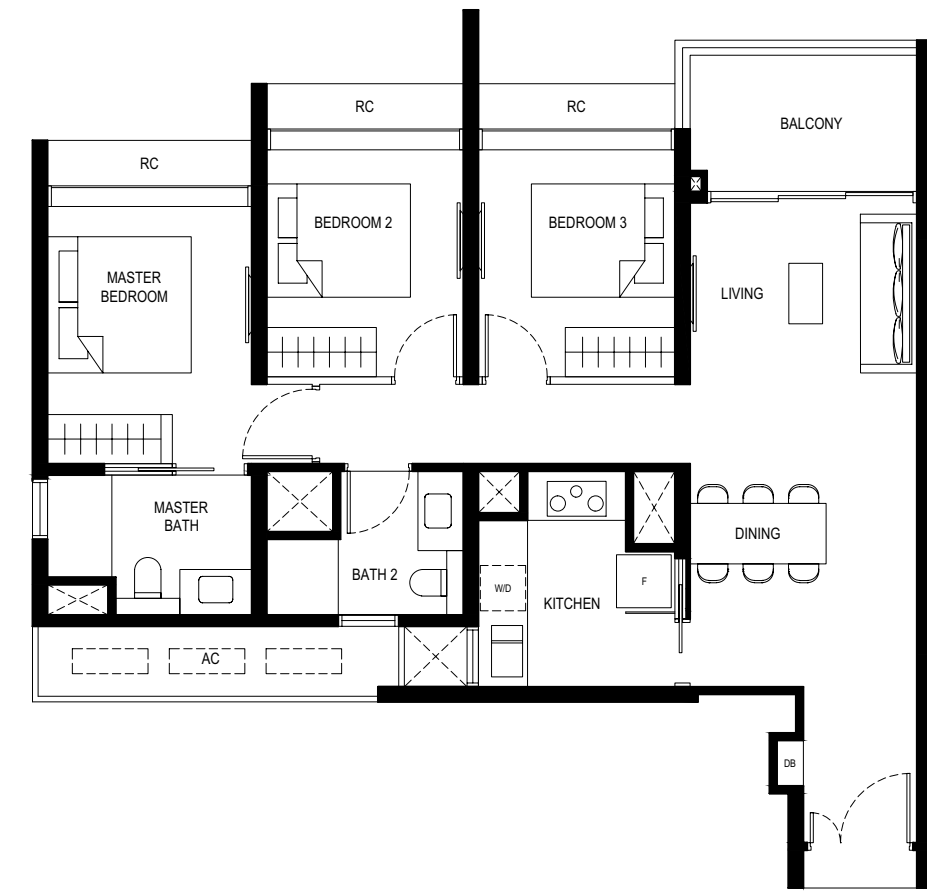 RC
RC
RC
BALCONY
BEDROOM 2
BEDROOM 3
MASTER
BEDROOM
LIVING
MASTER
BATH
DINING
BATH 2
W/D
F
KITCHEN
AC
DB